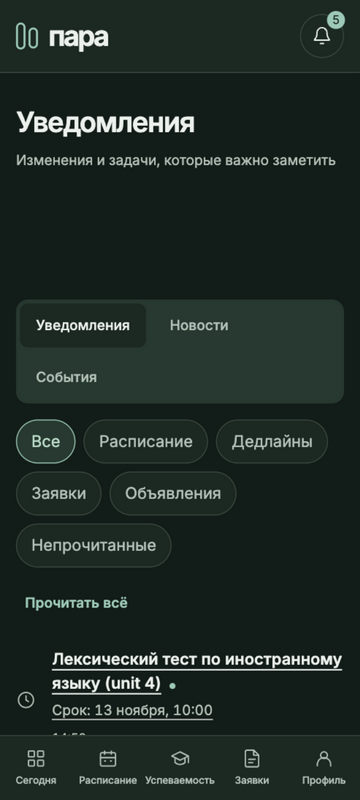 пара
5
Уведомления
Изменения и задачи, которые важно заметить
Уведомления
Новости
События
Все
Расписание
Дедлайны
Заявки
Объявления
Непрочитанные
Прочитать всё
Лексический тест по иностранному
языку (unit 4)
Срок: 13 ноября, 10:00
Сегодня
Расписание
Успеваемость
Заявки
Профиль